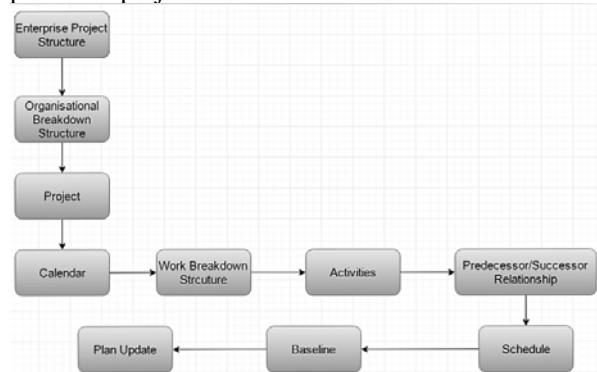 Enterprise Project
Structure
Organisational
Breakdown
Structure
Project
Calendar
Work Breakdown
Strcuture
Activities
Predecessor/Successor
Relationship
Plan Update
Baseline
Schedule